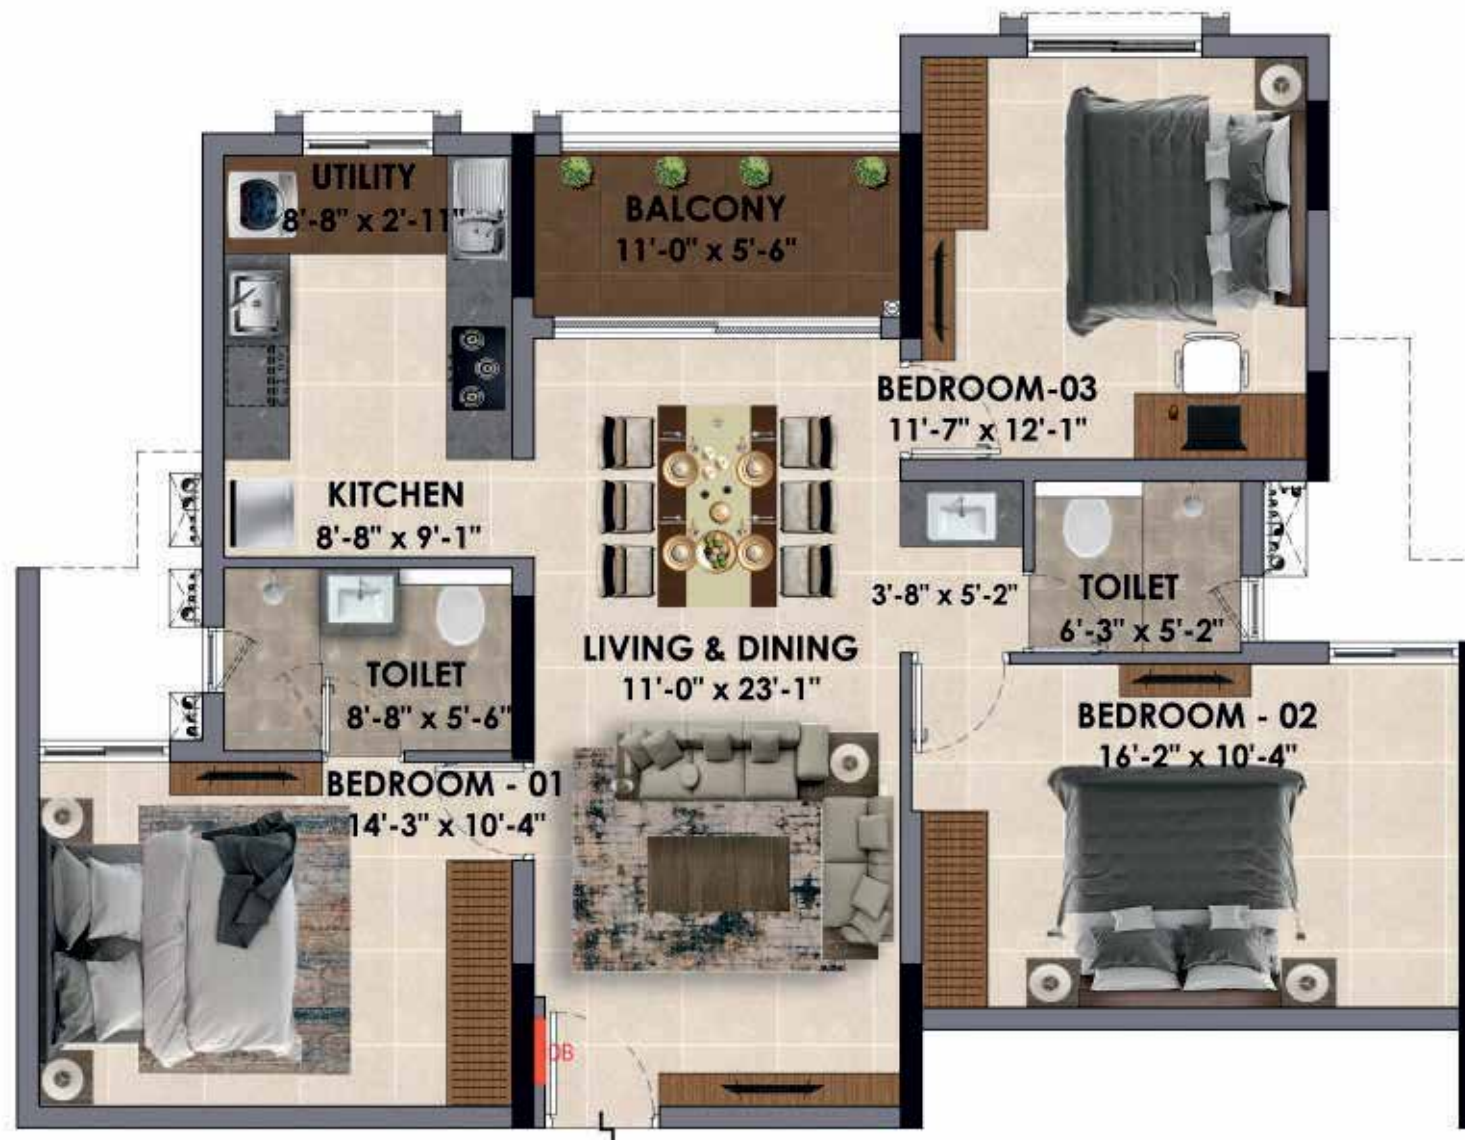 UTILITY
8'-8" x 2'-11"
BALCONY
11'-0" x 5'-6"
BEDROOM-03
11'-7" x 12'-1"
KITCHEN
8'-8" x 9'-1"
3'-8" x 5'-2"
TOILET
6'-3" x 5'-2"
LIVING & DINING
11'-0" x 23'-1"
TOILET
8'-8" x 5'-6"
BEDROOM - 02
16'-2" x 10'-4"
BEDROOM - 01
14'-3" x 10'-4"
DB